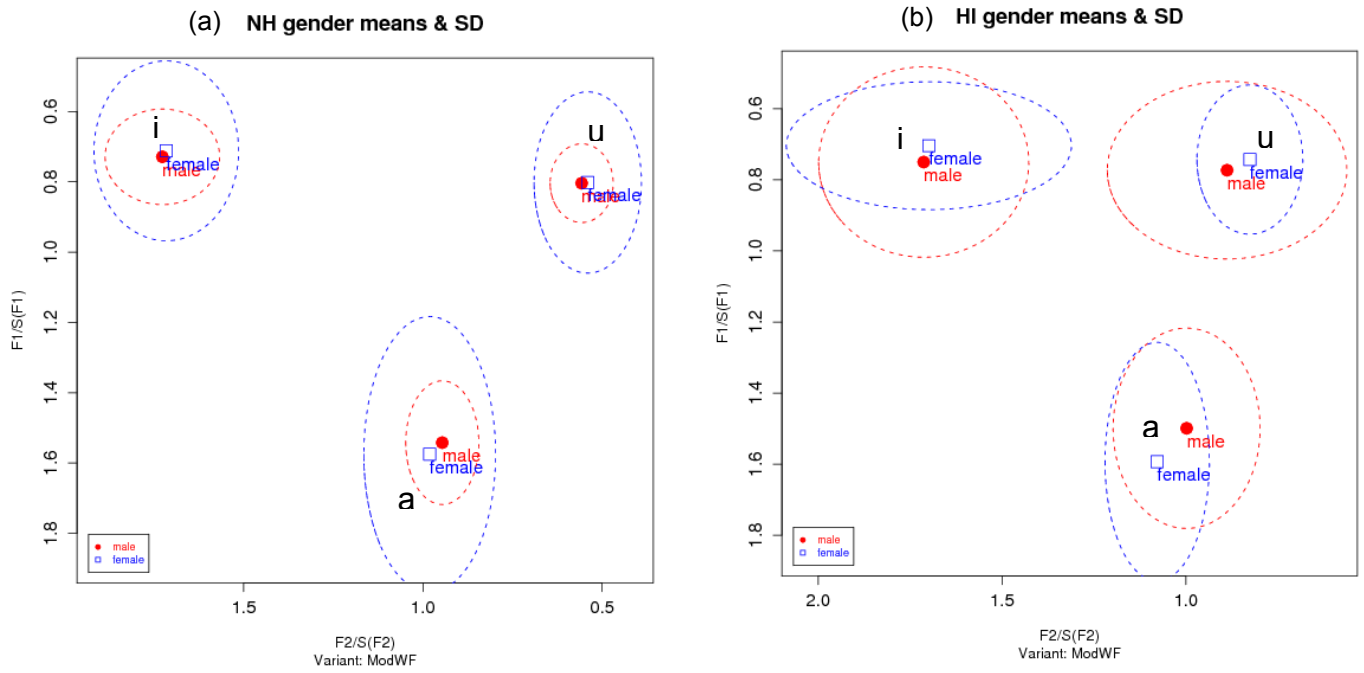 (a) NH gender means & SD
F1/S(F1)
0.6
0.8
1.0
1.2
1.4
1.6
1.8
i
female
male
u
male
female
male
female
a
male
female
1.5 1.0 0.5
F2/S(F2)
Variant: ModWF
(b) HI gender means & SD
F1/S(F1)
0.6
0.8
1.0
1.2
1.4
1.6
1.8
i
female
male
u
female
male
a
male
female
male
female
2.0 1.5 1.0
F2/S(F2)
Variant: ModWF